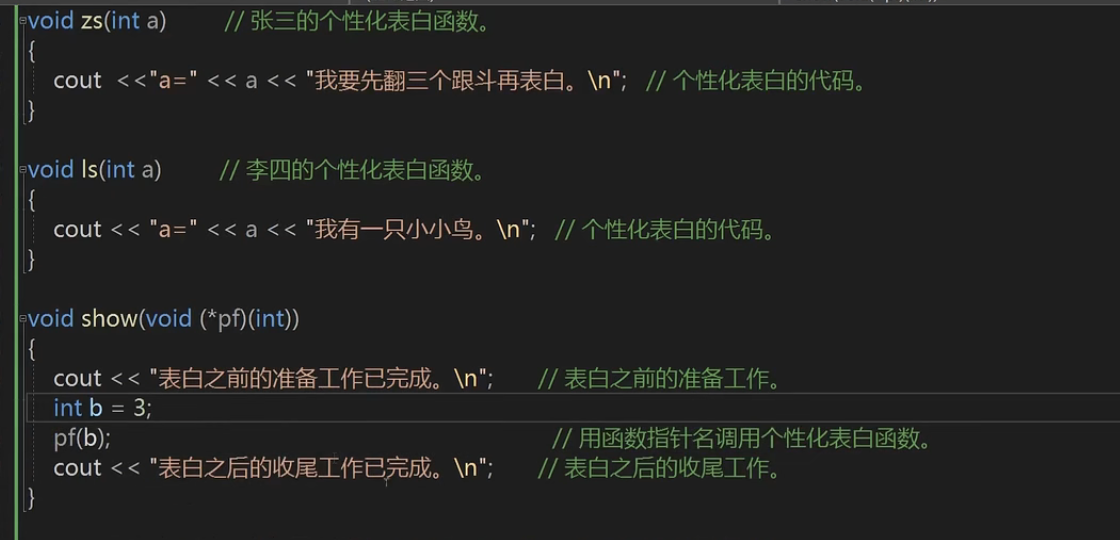 void zs(int a)        // 张三的个性化表白函数。
{
    cout  <<"a=" << a << "我要先翻三个跟斗再表白。\n";  // 个性化表白的代码。
}
void ls(int a)        // 李四的个性化表白函数。
{
    cout << "a=" << a << "我有一只小小鸟。\n";  // 个性化表白的代码。
}
void show(void (*pf)(int))
{
    cout << "表白之前的准备工作已完成。\n";     // 表白之前的准备工作。
    int b = 3;
    pf(b);                                      // 用函数指针名调用个性化表白函数。
    cout << "表白之后的收尾工作已完成。\n";     // 表白之后的收尾工作。
}